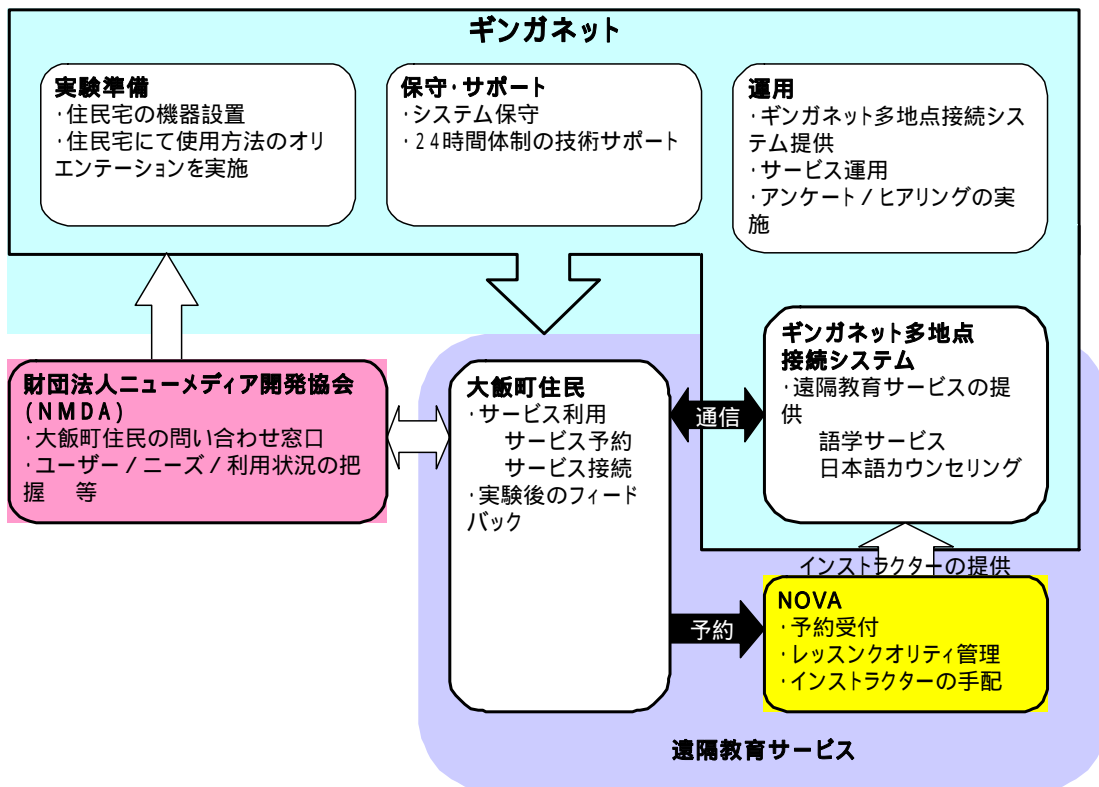 ギンガネット
実験準備
・住民宅の機器設置
・住民宅にて使用方法のオリ
エンテーションを実施
保守・サポート
・システム保守
・24時間体制の技術サポート
運用
・ギンガネット多地点接続シス
テム提供
・サービス運用
・アンケート/ヒアリングの実
施
財団法人ニューメディア開発協会
(NMDA)
・大飯町住民の問い合わせ窓口
・ユーザー/ニーズ/利用状況の把
握 等
大飯町住民
・サービス利用
サービス予約
サービス接続
・実験後のフィード
バック
通信
ギンガネット多地点
接続システム
・遠隔教育サービスの提
供
語学サービス
日本語カウンセリング
インストラクターの提供
予約
NOVA
・予約受付
・レッスンクオリティ管理
・インストラクターの手配
遠隔教育サービス